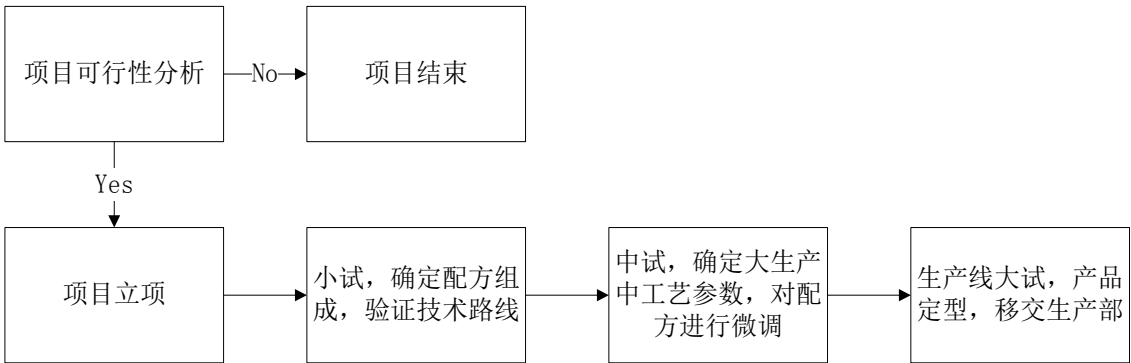 项目可行性分析
No
项目结束
Yes
项目立项
小试，确定配方组
成，验证技术路线
中试，确定大生产
中工艺参数，对配
方进行微调
生产线大试，产品
定型，移交生产部